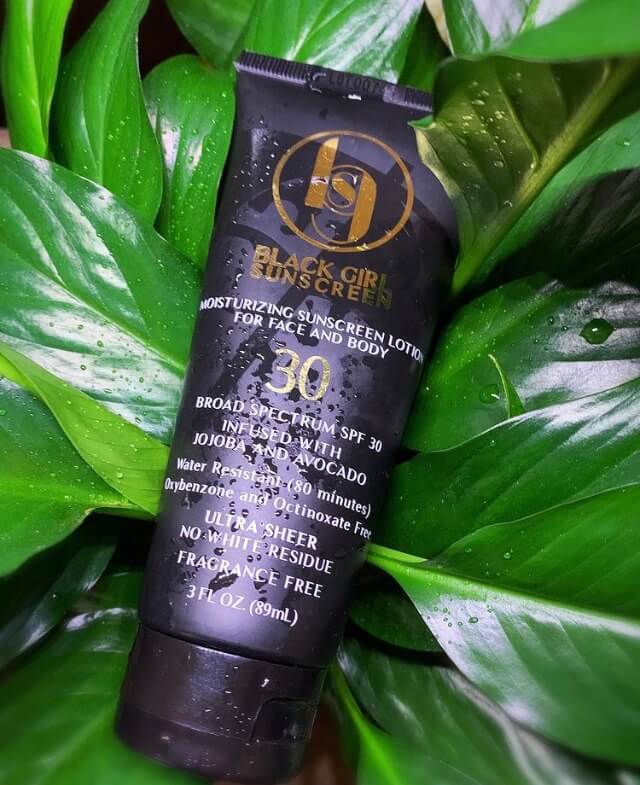 BLACK GIRL
SUNSCREEN
MOISTURIZING SUNSCREEN LOTION
FOR FACE AND BODY
30
BROAD SPECTRUM SPF 30
INFUSED WITH
JOJOBA AND AVOCADO
Water Resistant (80 minutes)
Oxybenzone and Octinoxate Free
ULTRA SHEER
NO WHITE RESIDUE
FRAGRANCE FREE
3 FL OZ. (89mL)